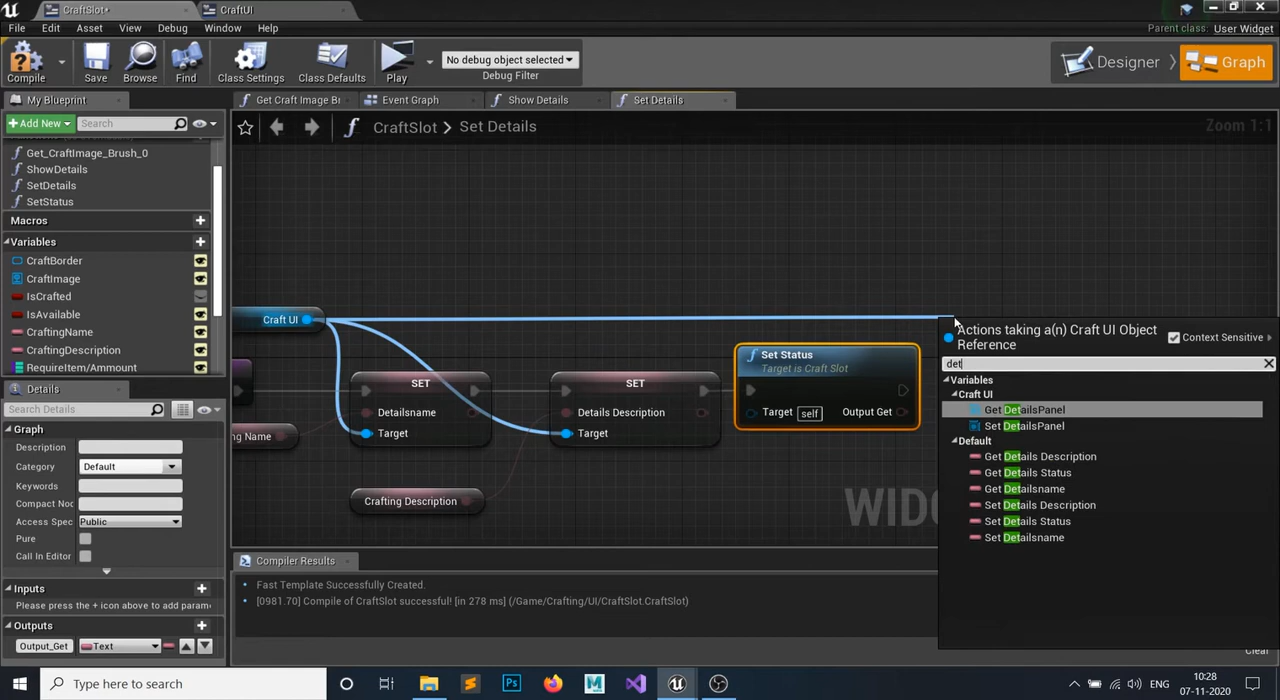 CraftSlot*
CraftUI
File Edit Asset View Window Help
Parent class: User Widget
Compile
Save
Browse
Find
Class Settings
Class Defaults
Play
No debug object selected
Debug Filter
Designer
Graph
My Blueprint
Get Craft Image Br
Event Graph
Show Details
Set Details
+Add New
Search
CraftSlot > Set Details
Zoom 1:1
Get_CraftImage_Brush_0
ShowDetails
SetDetails
SetStatus
Macros
Variables
CraftBorder
CraftImage
IsCrafted
IsAvailable
CraftingName
CraftingDescription
RequireItem/Ammount
Details
Search Details
Graph
Description
Category
Default
Keywords
Compact Noc
Access Spec
Public
Pure
Call In Editor
Inputs
Please press the + icon above to add param
Outputs
Output_Get
Text
Craft UI
SET
Detailsname
Target
ng Name
SET
Details Description
Target
Crafting Description
Set Status
Target is Craft Slot
Target self
Output Get
WIDG
Actions taking a(n) Craft UI Object
Reference
Context Sensitive
det
Variables
Craft UI
Get DetailsPanel
Set DetailsPanel
Default
Get Details Description
Get Details Status
Get Detailsname
Set Details Description
Set Details Status
Set Detailsname
Compiler Results
Fast Template Successfully Created.
[0981.70] Compile of CraftSlot successful! [in 278 ms] (/Game/Crafting/UI/CraftSlot.CraftSlot)
Clear
Type here to search
Ps
ENG
10:28
07-11-2020